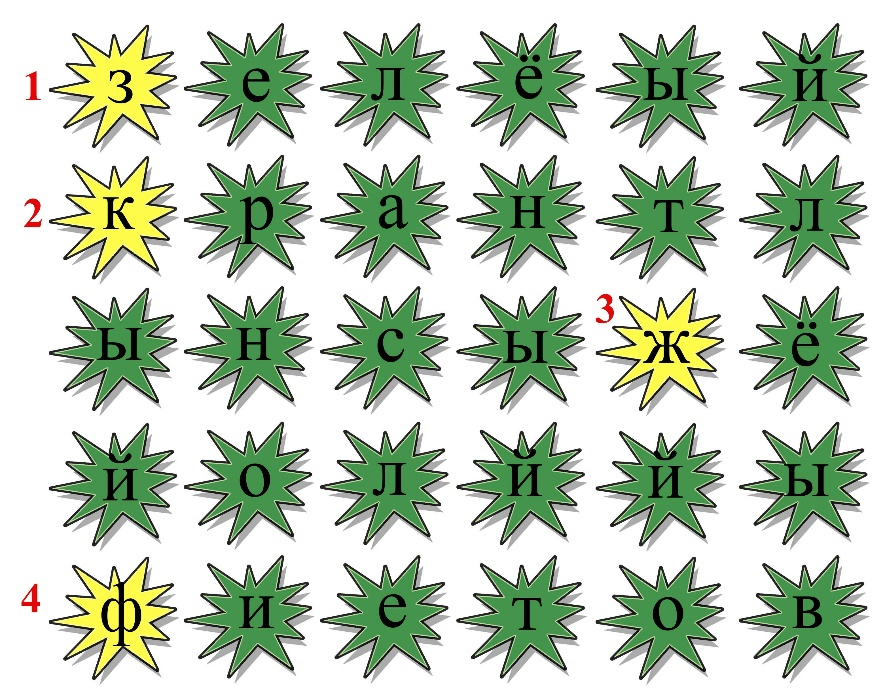 1 з е л ё ы й
2 к р а н т л
ы н с ы 3 ж ё
й о л й й ы
4 ф и е т о в